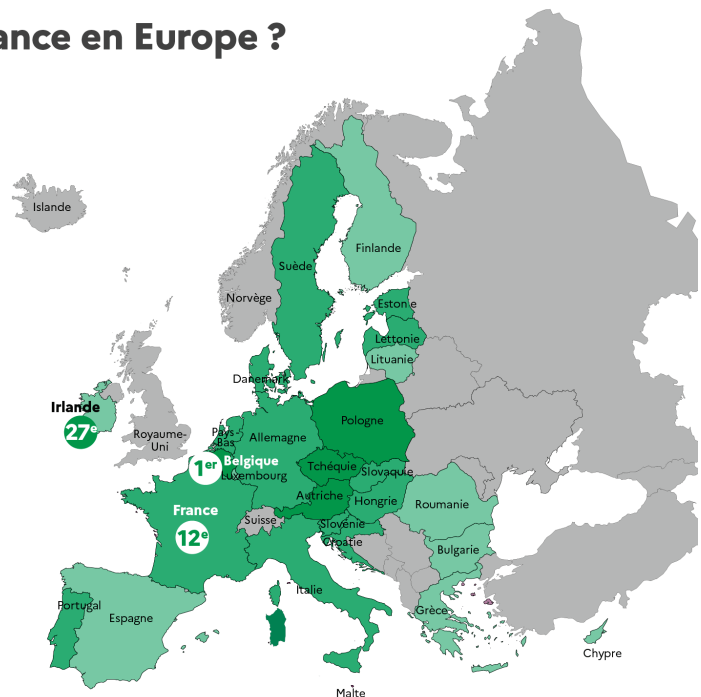 ance en Europe ?
Islande
Finlande
Suède
Norvège
Estonie
Lettonie
Lituanie
Danemark
Irlande
27e
Royaume-
Uni
Pays-
Bas
Allemagne
Pologne
1er
Belgique
Luxembourg
Tchéquie
Slovaquie
Autriche
Hongrie
France
12e
Suisse
Slovénie
Croatie
Roumanie
Bulgarie
Italie
Portugal
Espagne
Grèce
Chypre
Malte